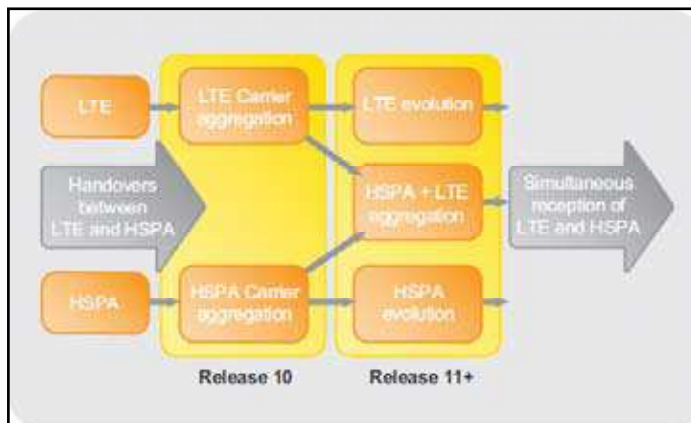 LTE
LTE Carrier
aggregation
LTE evolution
Handovers
between
LTE and HSPA
HSPA + LTE
aggregation
Simultaneous
reception of
LTE and HSPA
HSPA
HSPA Carrier
aggregation
HSPA
evolution
Release 10
Release 11+